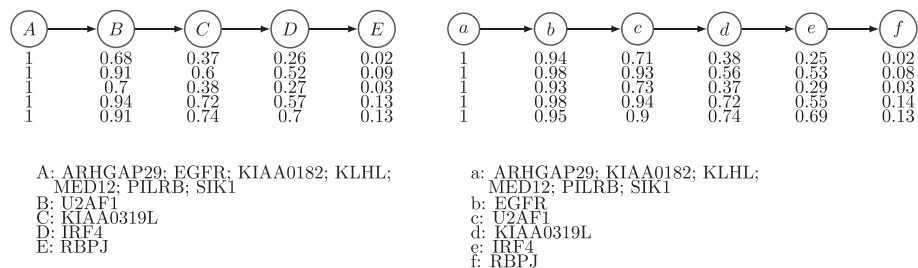 A B C D E
1 0.68 0.37 0.26 0.02
1 0.91 0.6 0.52 0.09
1 0.7 0.38 0.27 0.03
1 0.94 0.72 0.57 0.13
1 0.91 0.74 0.7 0.13
A: ARHGAP29; EGFR; KIAA0182; KLHL;
MED12; PILRB; SIK1
B: U2AF1
C: KIAA0319L
D: IRF4
E: RBPJ
a b c d e f
1 0.94 0.71 0.38 0.25 0.02
1 0.98 0.93 0.56 0.53 0.08
1 0.93 0.73 0.37 0.29 0.03
1 0.98 0.94 0.72 0.55 0.14
1 0.95 0.9 0.74 0.69 0.13
a: ARHGAP29; KIAA0182; KLHL;
MED12; PILRB; SIK1
b: EGFR
c: U2AF1
d: KIAA0319L
e: IRF4
f: RBPJ